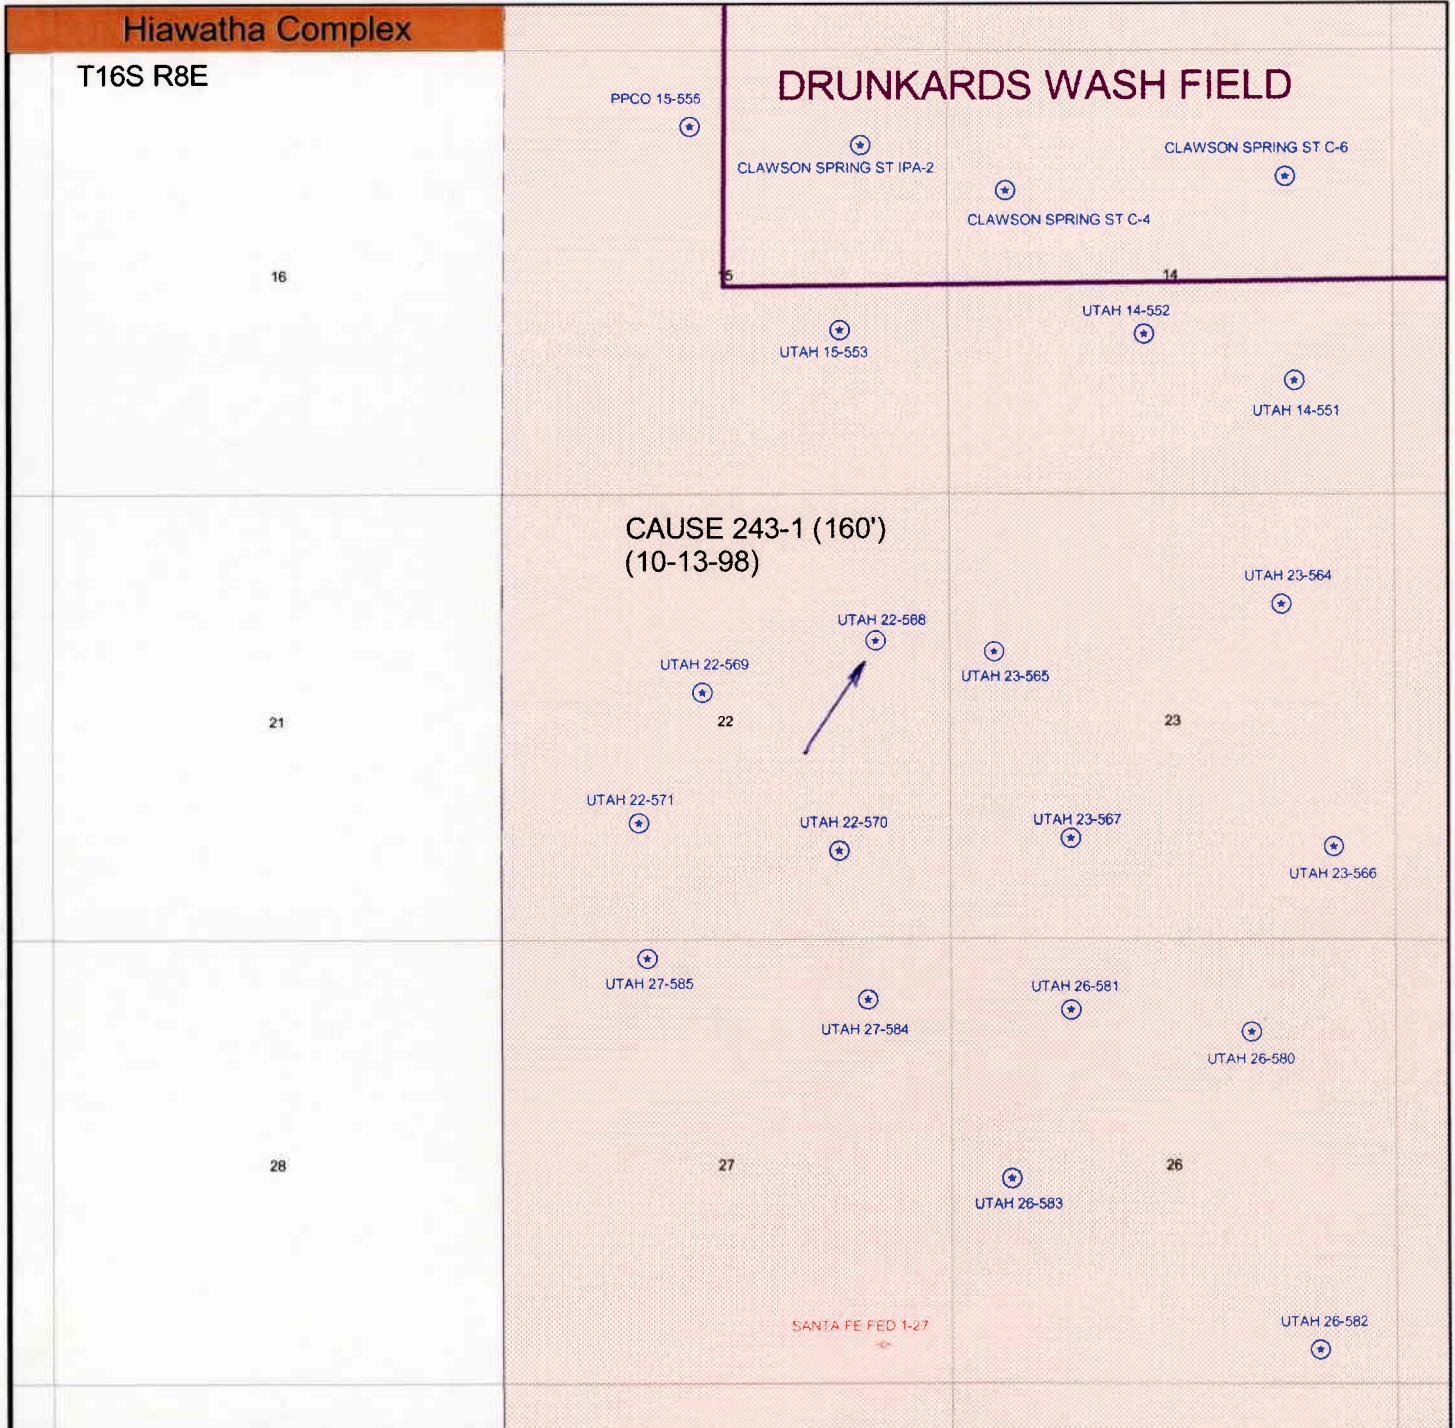 Hiawatha Complex
T16S R8E
DRUNKARDS WASH FIELD
PPCO 15-555
CLAWSON SPRING ST IPA-2
CLAWSON SPRING ST C-6
CLAWSON SPRING ST C-4
16
15
14
UTAH 14-552
UTAH 15-553
UTAH 14-551
CAUSE 243-1 (160')
(10-13-98)
UTAH 23-564
UTAH 22-568
UTAH 22-569
UTAH 23-565
21
22
23
UTAH 22-571
UTAH 22-570
UTAH 23-567
UTAH 23-566
UTAH 27-585
UTAH 26-581
UTAH 27-584
UTAH 26-580
28
27
26
UTAH 26-583
SANTA FE FED 1-27
UTAH 26-582